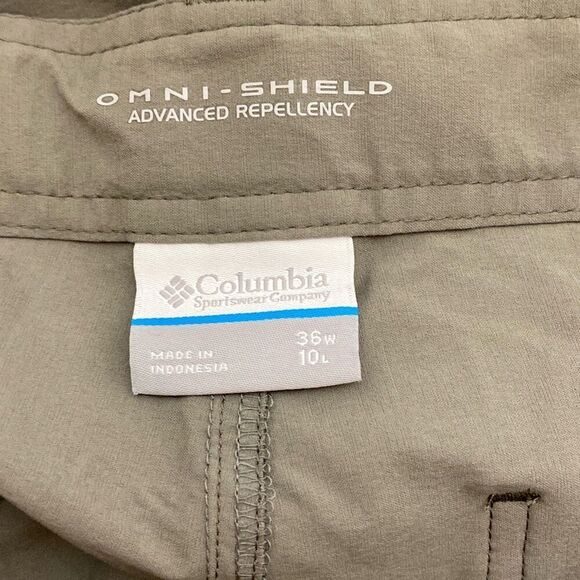 OMNI-SHIELD
ADVANCED REPELLENCY
Columbia
Sportswear Company
36W
10L
MADE IN
INDONESIA